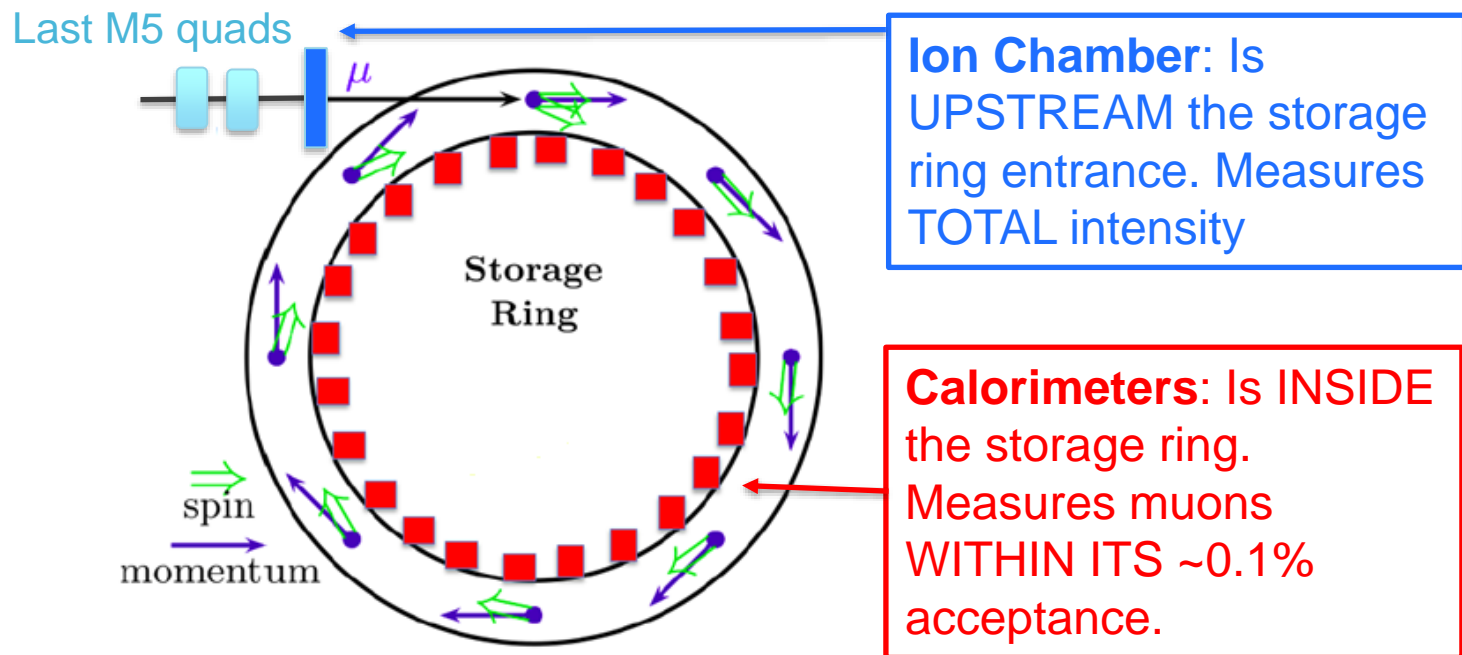 Last M5 quads
μ
Ion Chamber: Is
UPSTREAM the storage
ring entrance. Measures
TOTAL intensity
Storage
Ring
Calorimeters: Is INSIDE
the storage ring.
Measures muons
WITHIN ITS ~0.1%
acceptance.
spin
momentum